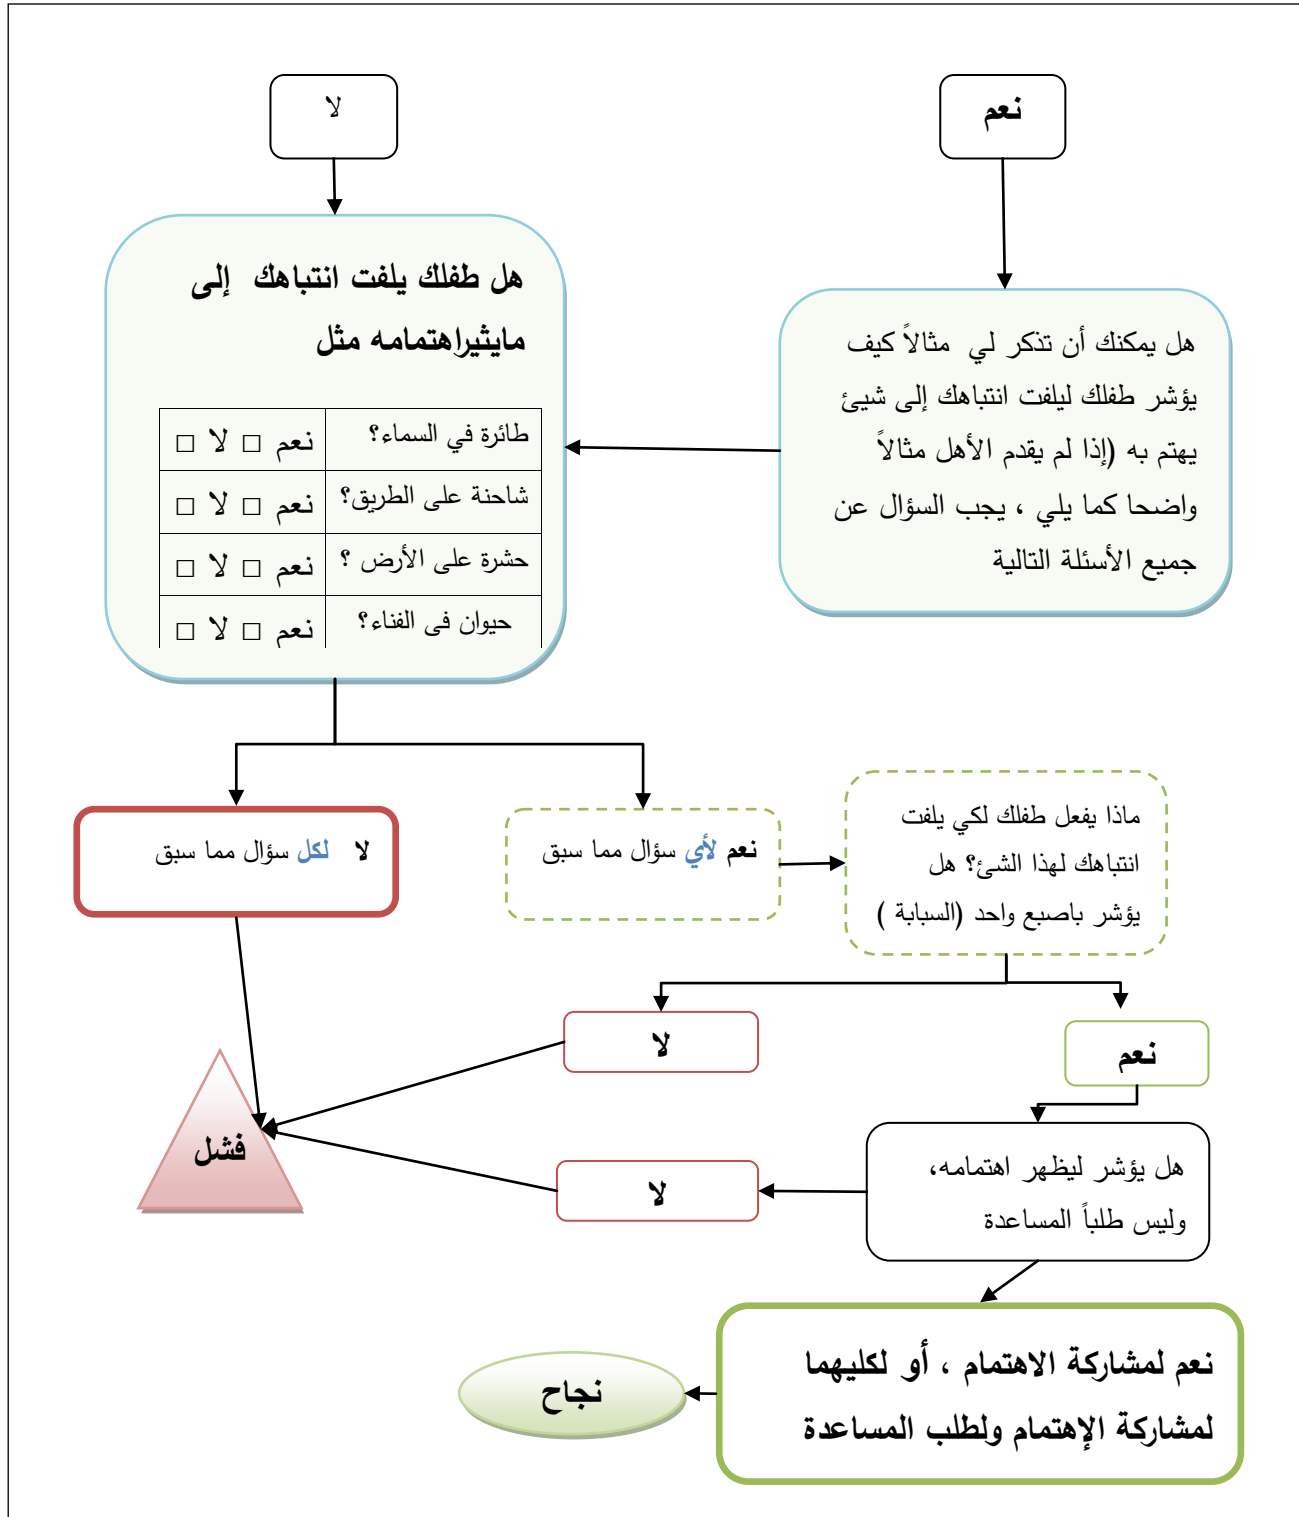 نعم
لا
هل يمكنك أن تذكر لي مثالاً كيف
يؤشر طفلك ليلفت انتباهك إلى شيئ
يهتم به (إذا لم يقدم الأهل مثالاً
واضحا كما يلي ، يجب السؤال عن
جميع الأسئلة التالية
هل طفلك يلفت انتباهك إلى
مايثيراهتمامه مثل
طائرة في السماء؟ نعم □ لا □
شاحنة على الطريق؟ نعم □ لا □
حشرة على الأرض ؟ نعم □ لا □
حيوان فى الفناء؟ نعم □ لا □
لا لكل سؤال مما سبق
نعم لأي سؤال مما سبق
ماذا يفعل طفلك لكي يلفت
انتباهك لهذا الشئ؟ هل
يؤشر باصبع واحد (السبابة )
لا
نعم
هل يؤشر ليظهر اهتمامه،
وليس طلباً المساعدة
لا
فشل
نعم لمشاركة الاهتمام ، أو لكليهما
لمشاركة الإهتمام ولطلب المساعدة
نجاح